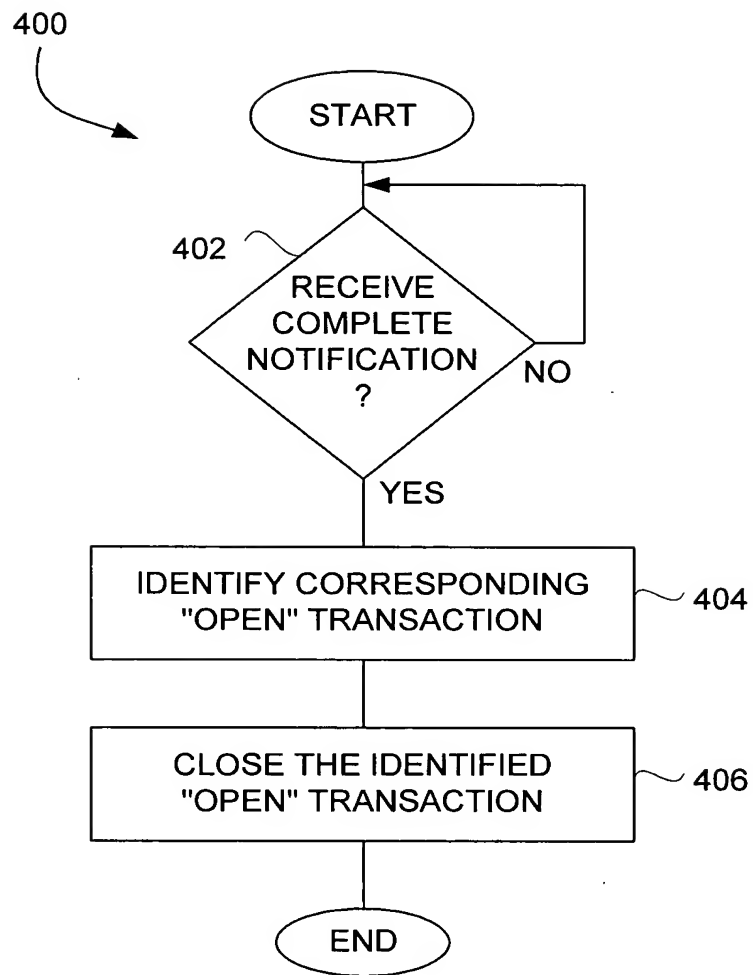 400
START
402
RECEIVE
COMPLETE
NOTIFICATION
?
NO
YES
IDENTIFY CORRESPONDING
"OPEN" TRANSACTION
404
CLOSE THE IDENTIFIED
"OPEN" TRANSACTION
406
END